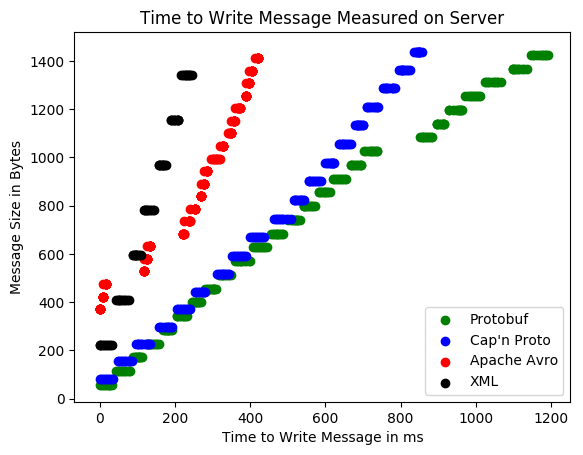 Time to Write Message Measured on Server
Message Size in Bytes
1400
1200
1000
800
600
400
200
0
0 200 400 600 800 1000 1200
Time to Write Message in ms
Protobuf
Cap'n Proto
Apache Avro
XML